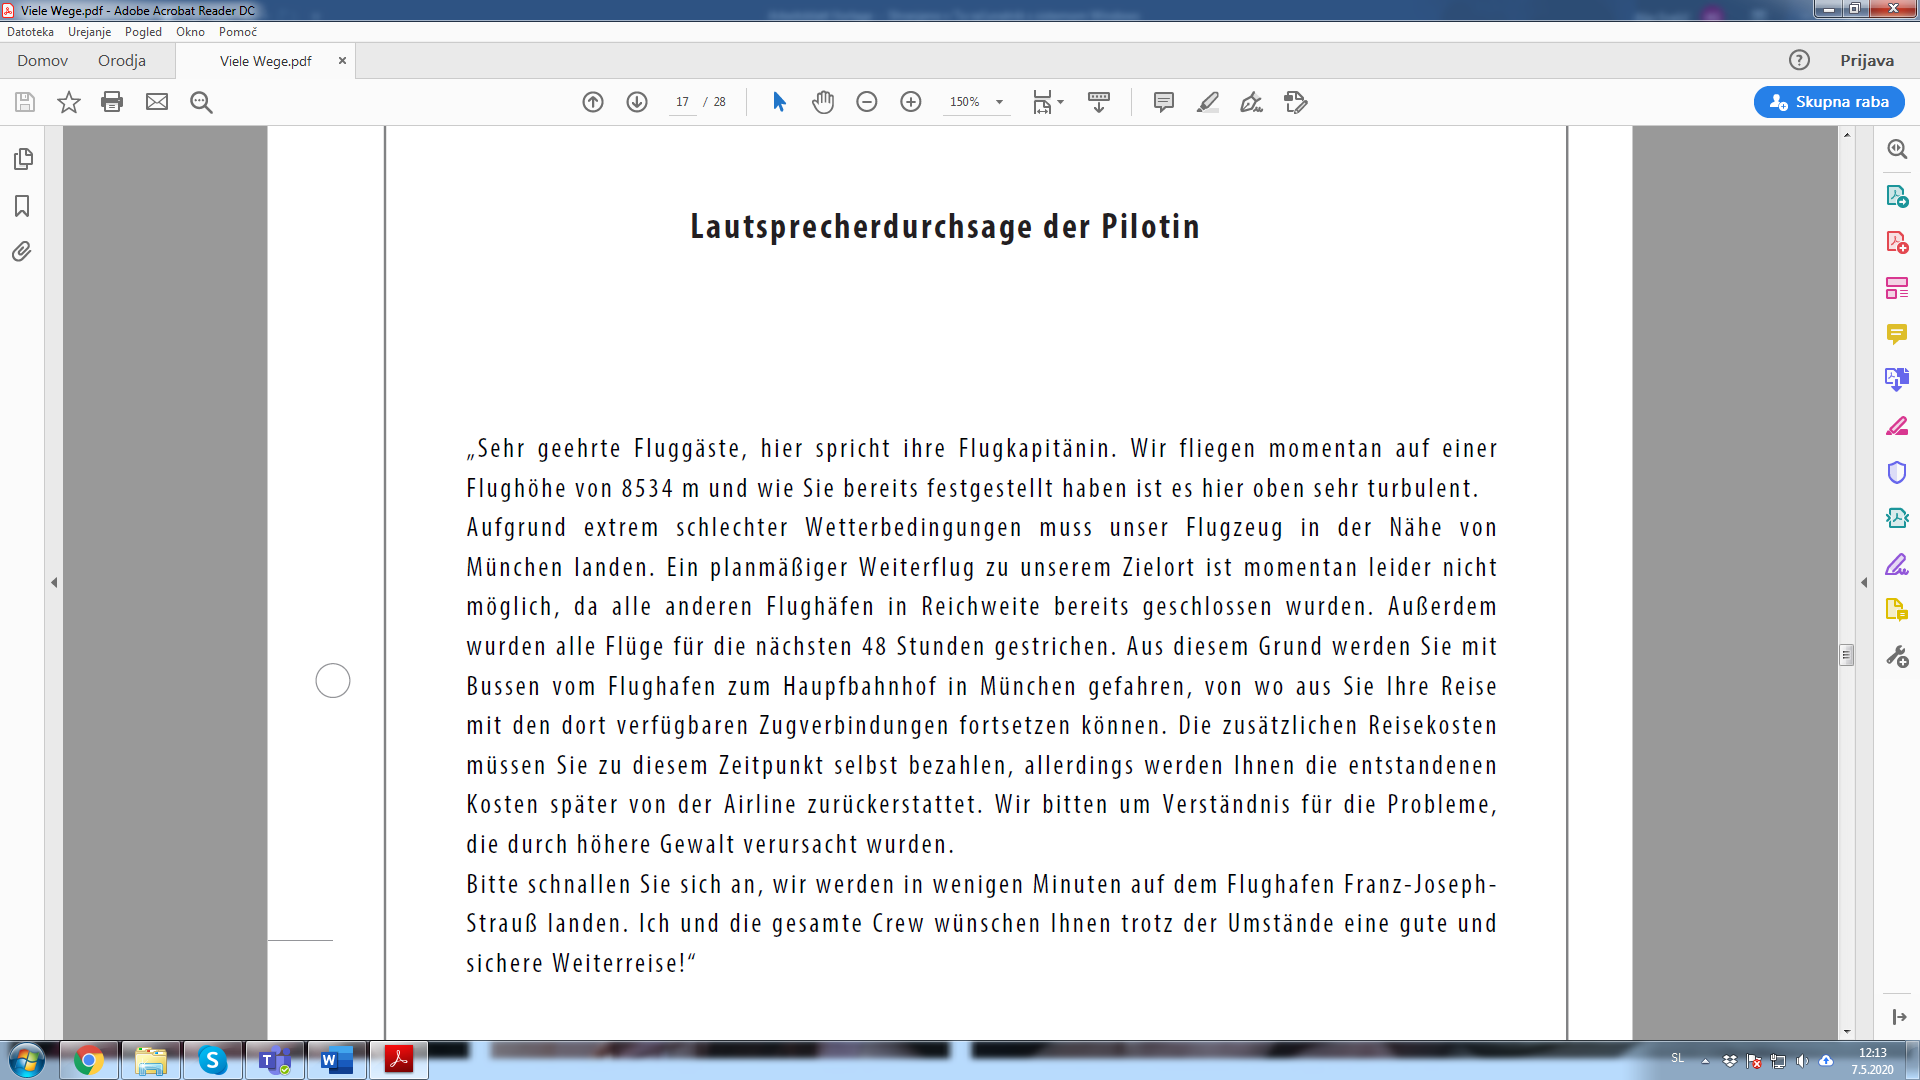 Viele Wege.pdf - Adobe Acrobat Reader DC
Datoteka Urejanje Pogled Okno Pomoč
Domov Orodja Viele Wege.pdf × ? Prijava
17 / 28 150% Skupna raba
Lautsprecherdurchsage der Pilotin
„Sehr geehrte Fluggäste, hier spricht ihre Flugkapitänin. Wir fliegen momentan auf einer
Flughöhe von 8534 m und wie Sie bereits festgestellt haben ist es hier oben sehr turbulent.
Aufgrund extrem schlechter Wetterbedingungen muss unser Flugzeug in der Nähe von
München landen. Ein planmäßiger Weiterflug zu unserem Zielort ist momentan leider nicht
möglich, da alle anderen Flughäfen in Reichweite bereits geschlossen wurden. Außerdem
wurden alle Flüge für die nächsten 48 Stunden gestrichen. Aus diesem Grund werden Sie mit
Bussen vom Flughafen zum Haupfbahnhof in München gefahren, von wo aus Sie Ihre Reise
mit den dort verfügbaren Zugverbindungen fortsetzen können. Die zusätzlichen Reisekosten
müssen Sie zu diesem Zeitpunkt selbst bezahlen, allerdings werden Ihnen die entstandenen
Kosten später von der Airline zurückerstattet. Wir bitten um Verständnis für die Probleme,
die durch höhere Gewalt verursacht wurden.
Bitte schnallen Sie sich an, wir werden in wenigen Minuten auf dem Flughafen Franz-Joseph-
Strauß landen. Ich und die gesamte Crew wünschen Ihnen trotz der Umstände eine gute und
sichere Weiterreise!“
SL 12:13
7.5.2020